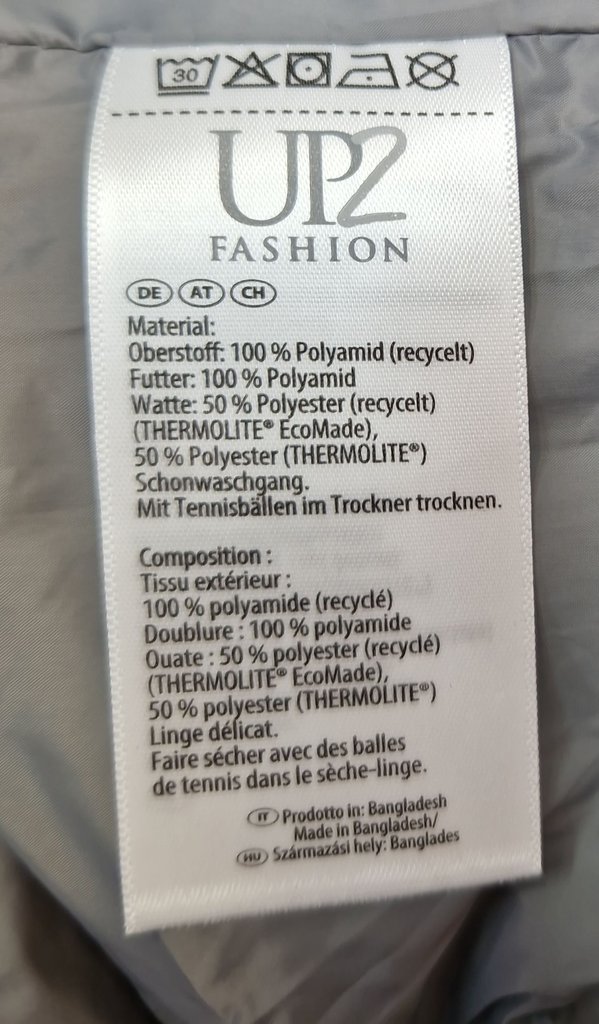 30
UP2
FASHION
DE AT CH
Material:
Oberstoff: 100 % Polyamid (recycelt)
Futter: 100 % Polyamid
Watte: 50 % Polyester (recycelt)
(THERMOLITE® EcoMade),
50 % Polyester (THERMOLITE®)
Schonwaschgang.
Mit Tennisbällen im Trockner trocknen.
Composition :
Tissu extérieur :
100 % polyamide (recyclé)
Doublure : 100 % polyamide
Ouate : 50 % polyester (recyclé)
(THERMOLITE® EcoMade),
50 % polyester (THERMOLITE®)
Linge délicat.
Faire sécher avec des balles
de tennis dans le sèche-linge.
IT Prodotto in: Bangladesh
Made in Bangladesh/
HU Származási hely: Banglades